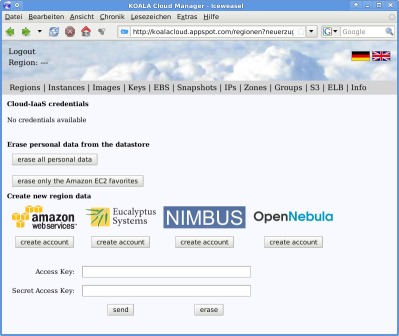 KOALA Cloud Manager - Iceweasel
Datei Bearbeiten Ansicht Chronik Lesezeichen Extras Hilfe
http://koalacloud.appspot.com/regionen?neuerzug
Google
Logout
Region: ---
Regions | Instances | Images | Keys | EBS | Snapshots | IPs | Zones | Groups | S3 | ELB | Info
Cloud-IaaS credentials
No credentials available
Erase personal data from the datastore
erase all personal data
erase only the Amazon EC2 favorites
Create new region data
amazon webservices™ Eucalyptus Systems NIMBUS OpenNebula
create account create account create account create account
Access Key:
Secret Access Key:
send erase